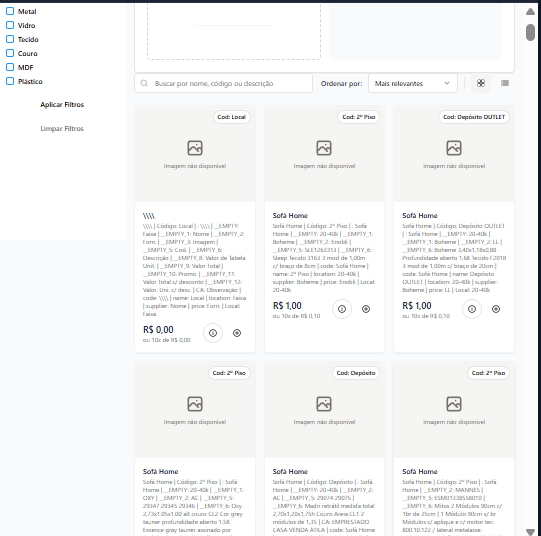 Metal
Vidro
Tecido
Couro
MDF
Plástico
Aplicar Filtros
Limpar Filtros
Buscar por nome, código ou descrição
Ordenar por:
Mais relevantes
Cod: Local
Imagem não disponível
\\\\
\\\\ | Código: Local | : \\\\ | __EMPTY:
Faixa | __EMPTY_1: Nome | __EMPTY_2:
Forn. | __EMPTY_3: Imagem |
__EMPTY_5: Cod. | __EMPTY_6:
Descrição | __EMPTY_8: Valor de Tabela
Unit. | __EMPTY_9: Valor Total |
__EMPTY_10: Promo. | __EMPTY_11:
Valor Total c/ desconto | __EMPTY_12:
Valor. Uni. c/ desc. | CA: Observação |
code: \\\\ | name: Local | location: Faixa
| supplier: Nome | price: Forn. | Local:
Faixa
R$ 0,00
ou 10x de R$ 0,00
Cod: 2º Piso
Imagem não disponível
Sofá Home
Sofá Home | Código: 2º Piso | : Sofá
Home | __EMPTY: 20-40k | __EMPTY_1:
Boheme | __EMPTY_2: Enobli |
__EMPTY_5: SLE1263313 | __EMPTY_6:
Sleep Tecido 3163 3 mod de 1,00m
c/ braço de 8cm | code: Sofá Home |
name: 2º Piso | location: 20-40k |
supplier: Boheme | price: Enobli | Local:
20-40k
R$ 1,00
ou 10x de R$ 0,10
Cod: Depósito OUTLET
Imagem não disponível
Sofá Home
Sofá Home | Código: Depósito OUTLET
| : Sofá Home | __EMPTY: 20-40k |
__EMPTY_1: Boheme | __EMPTY_2: LL |
__EMPTY_6: Boheme 3,40x1,18x0,88
Profundidade aberto 1,68 Tecido F2018
3 mod de 1,00m c/ braço de 20cm |
code: Sofá Home | name: Depósito
OUTLET | location: 20-40k | supplier:
Boheme | price: LL | Local: 20-40k
R$ 1,00
ou 10x de R$ 0,10
Cod: 2º Piso
Imagem não disponível
Sofá Home
Sofá Home | Código: 2º Piso | : Sofá
Home | __EMPTY: 20-40k | __EMPTY_1:
OXY | __EMPTY_2: AC | __EMPTY_5:
29347 29345 29346 | __EMPTY_6: Oxy
2,73x1,05x1,00 alt couro CL2 Cor grey
tauner profundidade aberto 1.58
Essence gray tauner assinado por
Cod: Depósito
Imagem não disponível
Sofá Home
Sofá Home | Código: Depósito | : Sofá
Home | __EMPTY: 20-40k | __EMPTY_2:
AC | __EMPTY_5: 29074 29075 |
__EMPTY_6: Madri retrátil medida total
2,70x1,20x1,75h Couro Areia CL1 2
módulos de 1,35 | CA: EMPRESTADO
CASA VENDA ÁTILA | code: Sofá Home
Cod: 2º Piso
Imagem não disponível
Sofá Home
Sofá Home | Código: 2º Piso | : Sofá
Home | __EMPTY_2: MANNES |
__EMPTY_5: ESM01338558010 |
__EMPTY_6: Mitos 2 Módulos 90cm c/
1br de 25cm | 1 Módulo 90cm s/ br
Módulos c/ aplique a c/ motor tec:
800.10.122 / lateral matelasse: